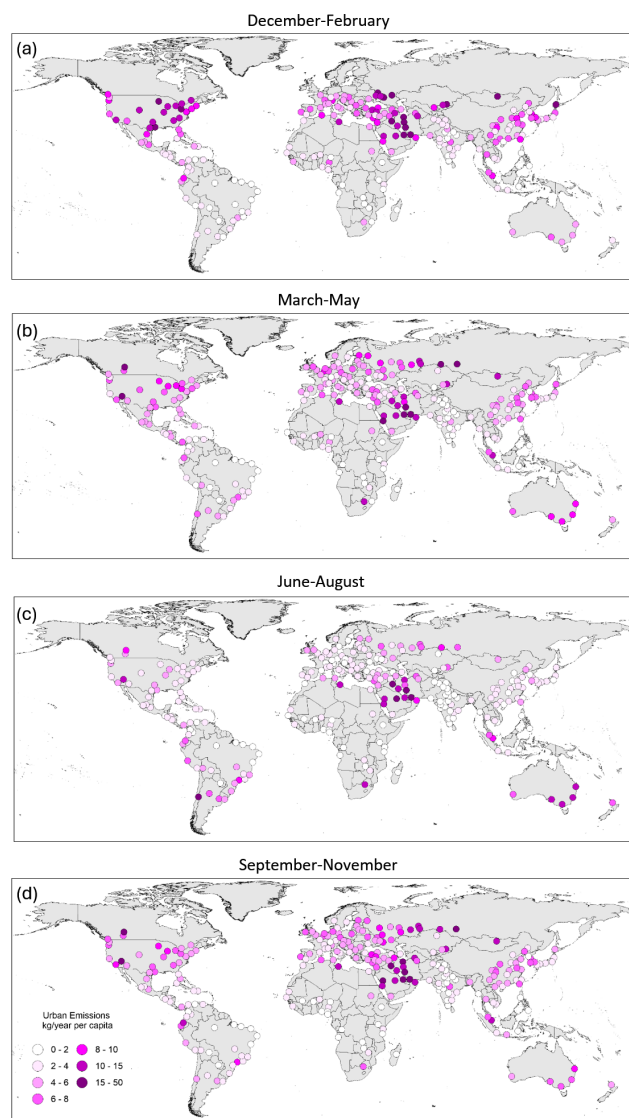 December-February
(a)
March-May
(b)
June-August
(c)
September-November
(d)
Urban Emissions
kg/year per capita
0 - 2
8 - 10
2 - 4
10 - 15
4 - 6
15 - 50
6 - 8